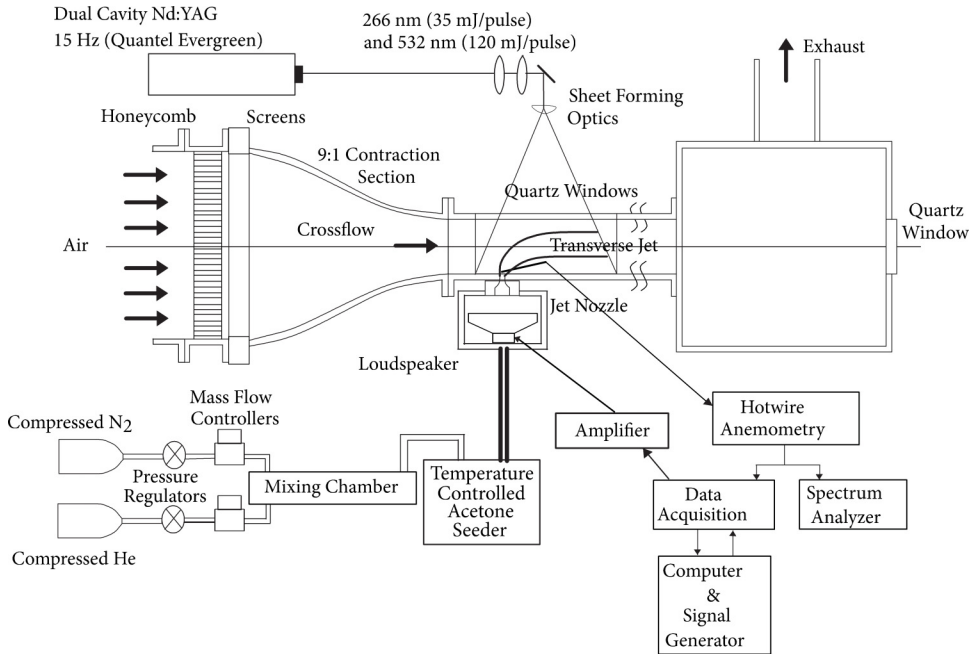 Dual Cavity Nd:YAG
15 Hz (Quantel Evergreen)
266 nm (35 mJ/pulse)
and 532 nm (120 mJ/pulse)
Exhaust
Sheet Forming
Optics
Honeycomb
Screens
9:1 Contraction
Section
Quartz Windows
Quartz
Window
Air
Crossflow
Transverse Jet
Jet Nozzle
Loudspeaker
Mass Flow
Controllers
Compressed N2
Pressure
Regulators
Mixing Chamber
Temperature
Controlled
Acetone
Seeder
Compressed He
Amplifier
Hotwire
Anemometry
Data
Acquisition
Spectrum
Analyzer
Computer
&
Signal
Generator